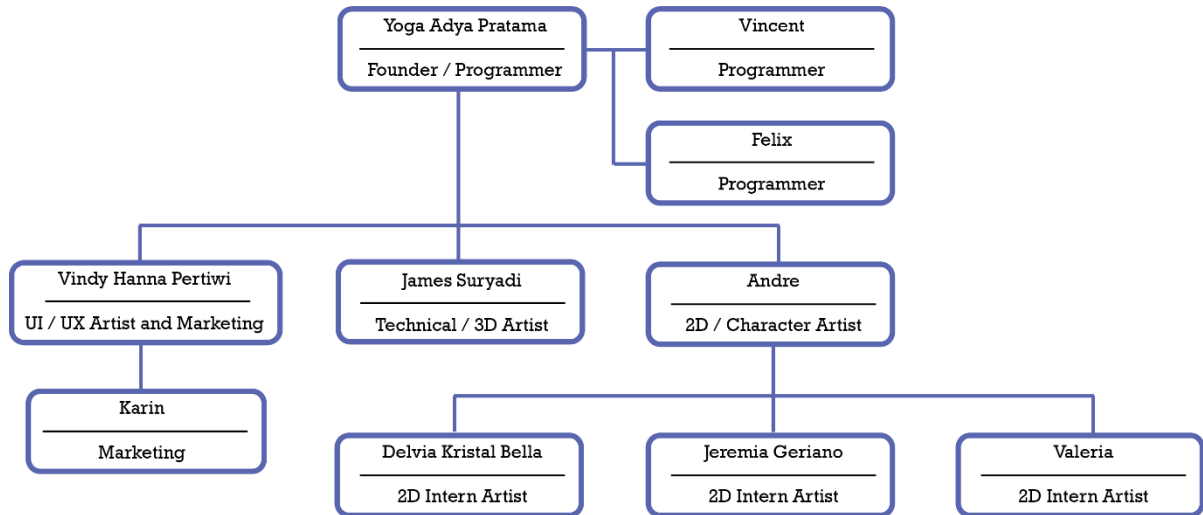 Yoga Adya Pratama
Founder / Programmer
Vincent
Programmer
Felix
Programmer
Vindy Hanna Pertiwi
UI / UX Artist and Marketing
James Suryadi
Technical / 3D Artist
Andre
2D / Character Artist
Karin
Marketing
Delvia Kristal Bella
2D Intern Artist
Jeremia Geriano
2D Intern Artist
Valeria
2D Intern Artist